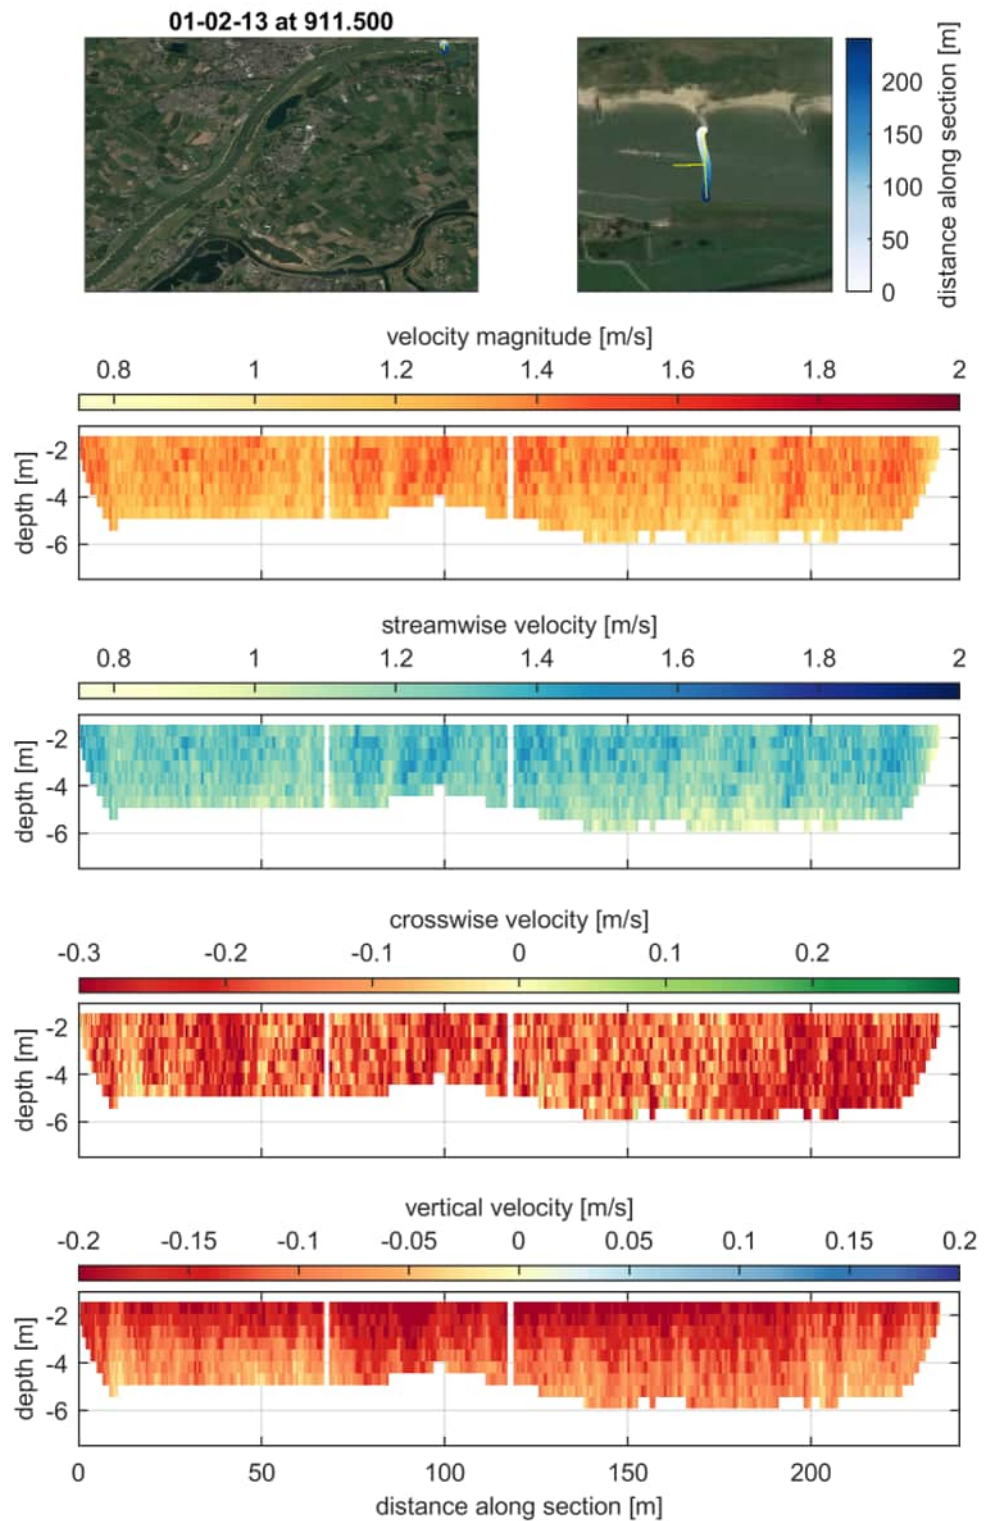 01-02-13 at 911.500
distance along section [m]
200
150
100
50
0
velocity magnitude [m/s]
0.8 1 1.2 1.4 1.6 1.8 2
depth [m]
-2
-4
-6
streamwise velocity [m/s]
0.8 1 1.2 1.4 1.6 1.8 2
depth [m]
-2
-4
-6
crosswise velocity [m/s]
-0.3 -0.2 -0.1 0 0.1 0.2
depth [m]
-2
-4
-6
vertical velocity [m/s]
-0.2 -0.15 -0.1 -0.05 0 0.05 0.1 0.15 0.2
depth [m]
-2
-4
-6
0 50 100 150 200
distance along section [m]